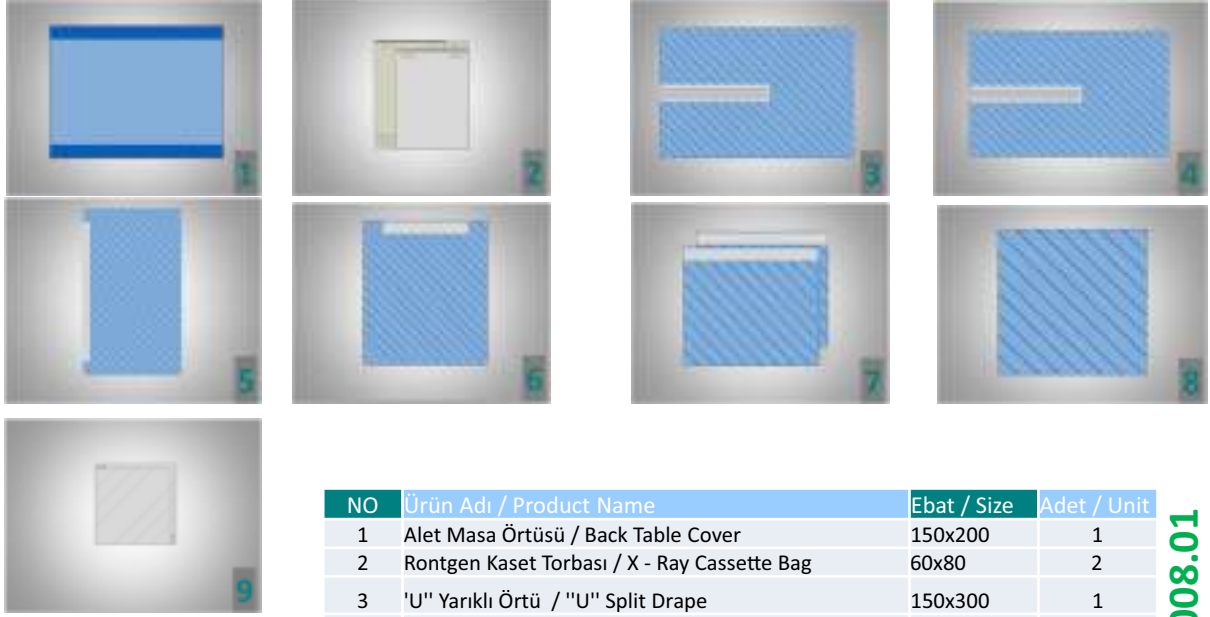 1
2
3
4
5
6
7
8
9
NO Ürün Adı / Product Name Ebat / Size Adet / Unit
1 Alet Masa Örtüsü / Back Table Cover 150x200 1
2 Rontgen Kaset Torbası / X - Ray Cassette Bag 60x80 2
3 'U'' Yarıklı Örtü / ''U'' Split Drape 150x300 1
008.01